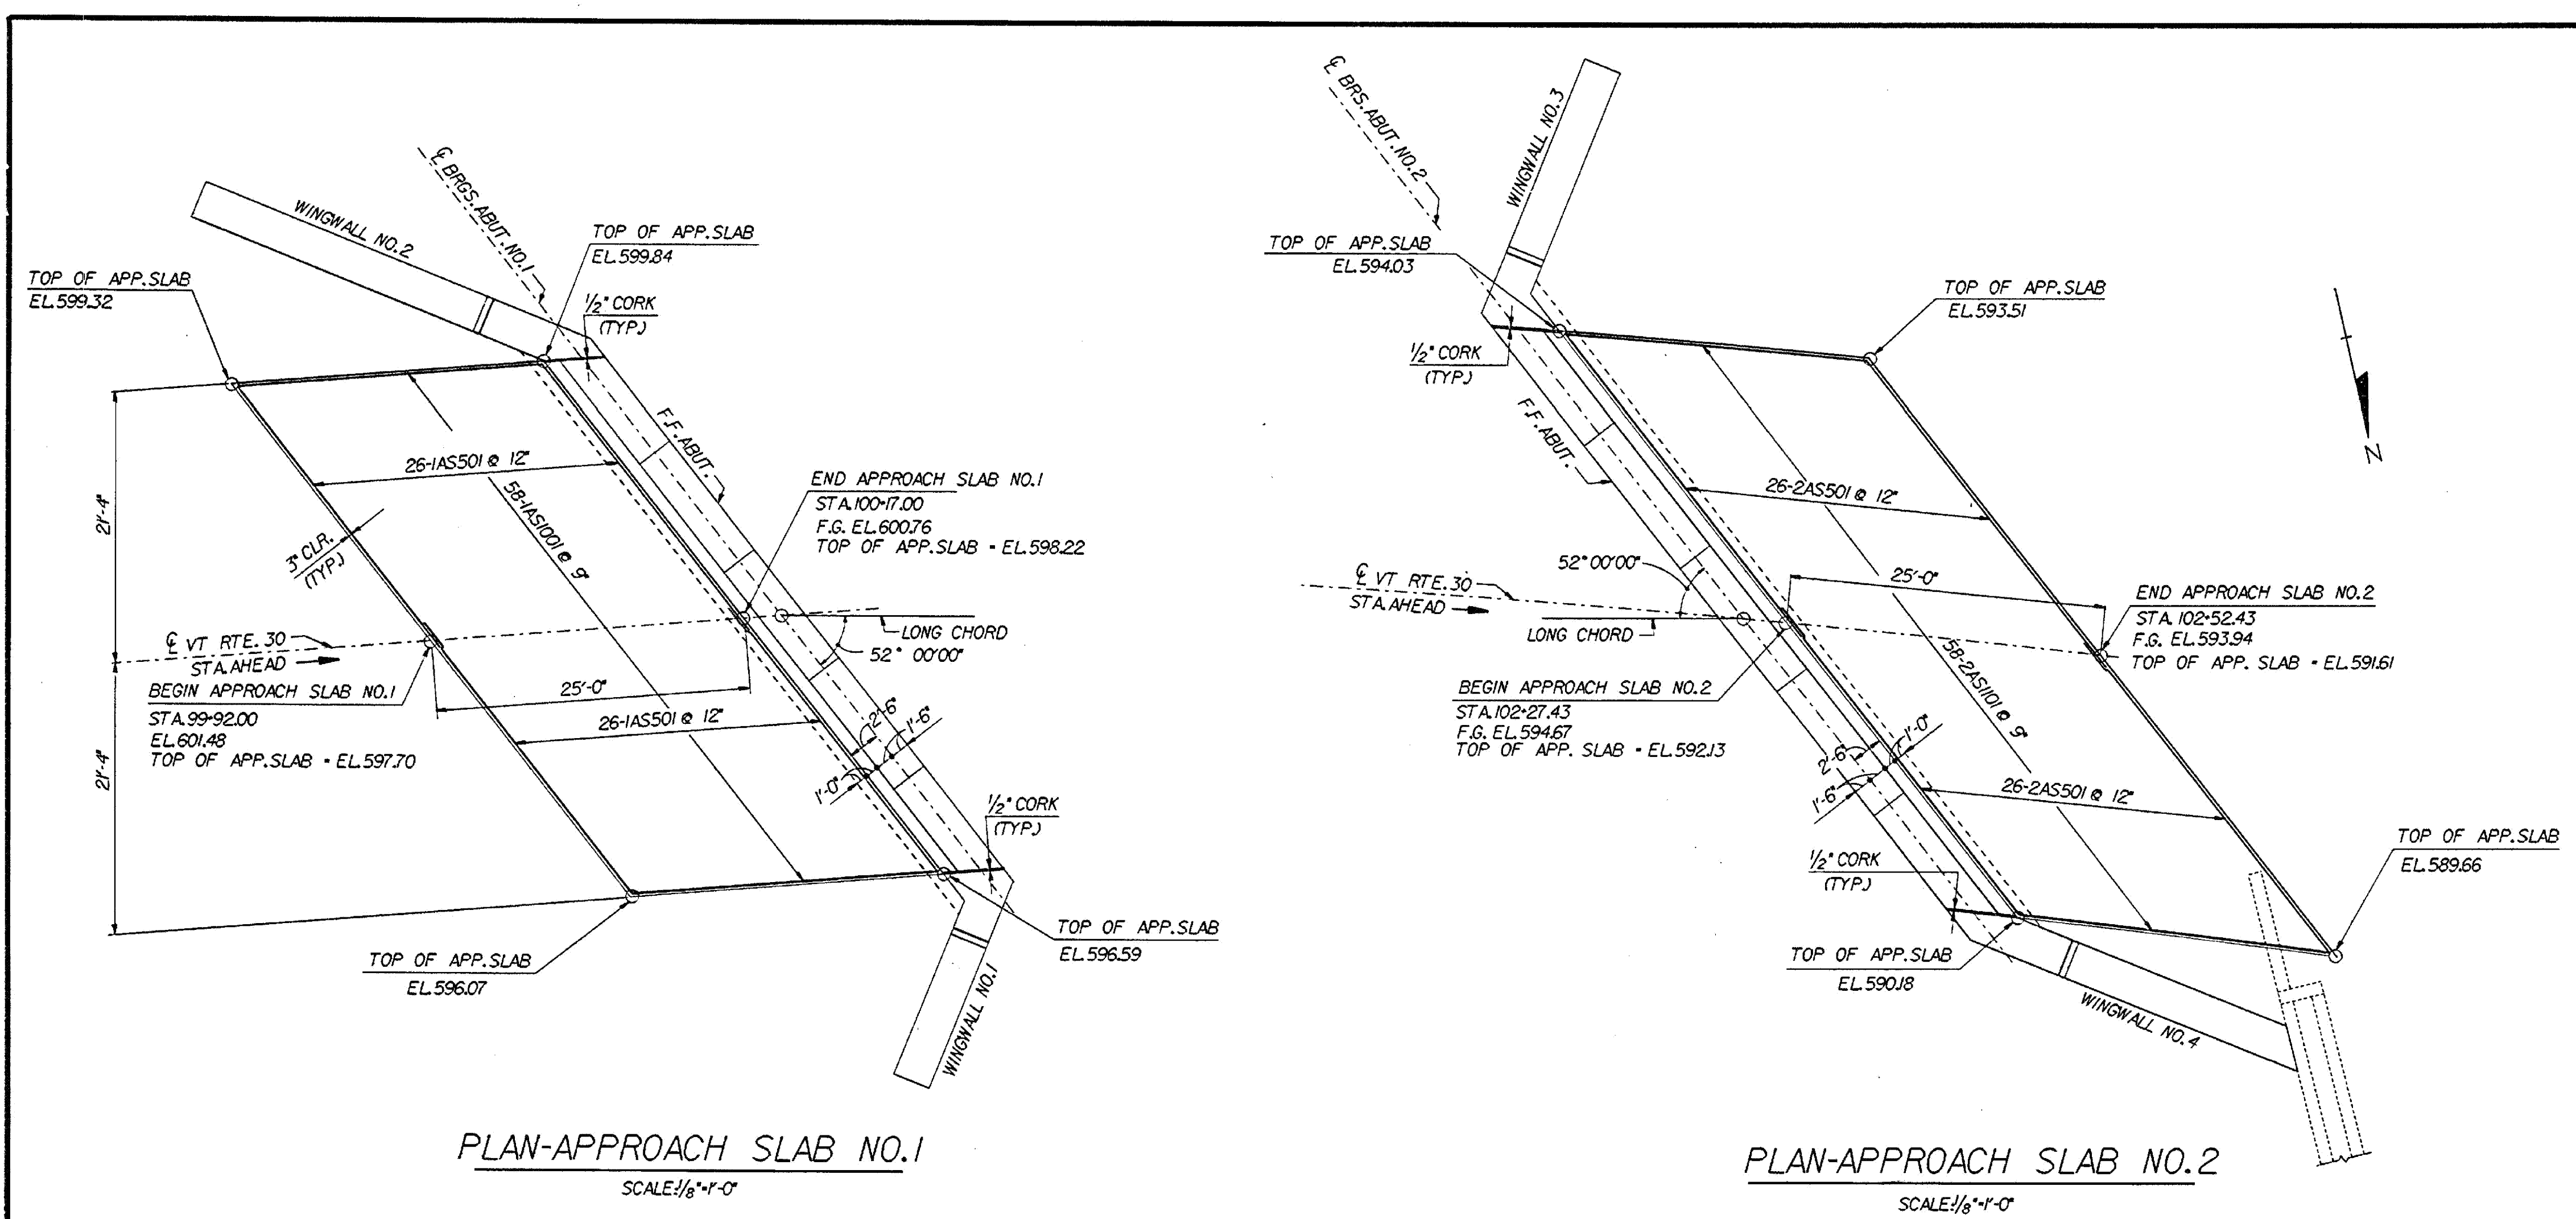 WINGWALL NO.2
℄ BRGS. ABUT. NO.1
TOP OF APP. SLAB
EL. 599.84
TOP OF APP. SLAB
EL. 599.32
1/2" CORK
(TYP.)
F.F. ABUT.
26-1AS501 @ 12"
58-1AS1001 @ 9"
21'-4"
3" CLR.
(TYP.)
END APPROACH SLAB NO.1
STA. 100+17.00
F.G. EL. 600.76
TOP OF APP. SLAB = EL. 598.22
LONG CHORD
52° 00'00"
℄ VT RTE. 30
STA. AHEAD
BEGIN APPROACH SLAB NO.1
STA. 99+92.00
EL. 601.48
TOP OF APP. SLAB = EL. 597.70
25'-0"
26-1AS501 @ 12"
2'-6"
1'-6"
1'-0"
21'-4"
1/2" CORK
(TYP.)
TOP OF APP. SLAB
EL. 596.59
TOP OF APP. SLAB
EL. 596.07
WINGWALL NO.1
PLAN-APPROACH SLAB NO.1
SCALE: 1/8"=1'-0"
℄ BRS. ABUT. NO.2
WINGWALL NO.3
TOP OF APP. SLAB
EL. 594.03
TOP OF APP. SLAB
EL. 593.51
1/2" CORK
(TYP.)
F.F. ABUT.
N
26-2AS501 @ 12"
58-2AS1101 @ 9"
52° 00'00"
25'-0"
℄ VT RTE. 30
STA. AHEAD
LONG CHORD
END APPROACH SLAB NO.2
STA. 102+52.43
F.G. EL. 593.94
TOP OF APP. SLAB = EL. 591.61
BEGIN APPROACH SLAB NO.2
STA. 102+27.43
F.G. EL. 594.67
TOP OF APP. SLAB = EL. 592.13
1'-0"
2'-6"
1'-6"
26-2AS501 @ 12"
1/2" CORK
(TYP.)
TOP OF APP. SLAB
EL. 589.66
TOP OF APP. SLAB
EL. 590.18
WINGWALL NO.4
PLAN-APPROACH SLAB NO.2
SCALE: 1/8"=1'-0"